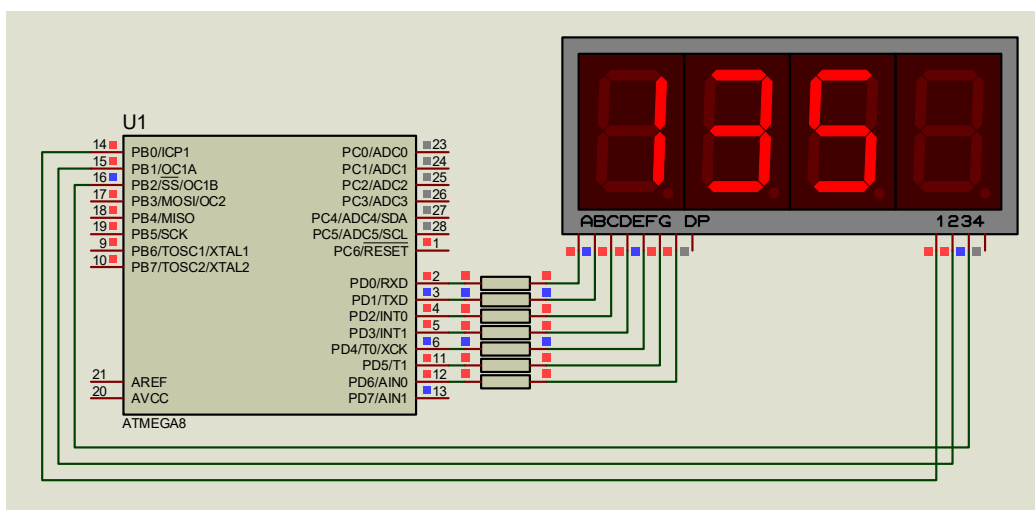 135
ABCDEFG DP
1234
U1
14 PB0/ICP1
15 PB1/OC1A
16 PB2/SS/OC1B
17 PB3/MOSI/OC2
18 PB4/MISO
19 PB5/SCK
9 PB6/TOSC1/XTAL1
10 PB7/TOSC2/XTAL2
21 AREF
20 AVCC
PC0/ADC0 23
PC1/ADC1 24
PC2/ADC2 25
PC3/ADC3 26
PC4/ADC4/SDA 27
PC5/ADC5/SCL 28
PC6/RESET 1
PD0/RXD 2
PD1/TXD 3
PD2/INT0 4
PD3/INT1 5
PD4/T0/XCK 6
PD5/T1 11
PD6/AIN0 12
PD7/AIN1 13
ATMEGA8